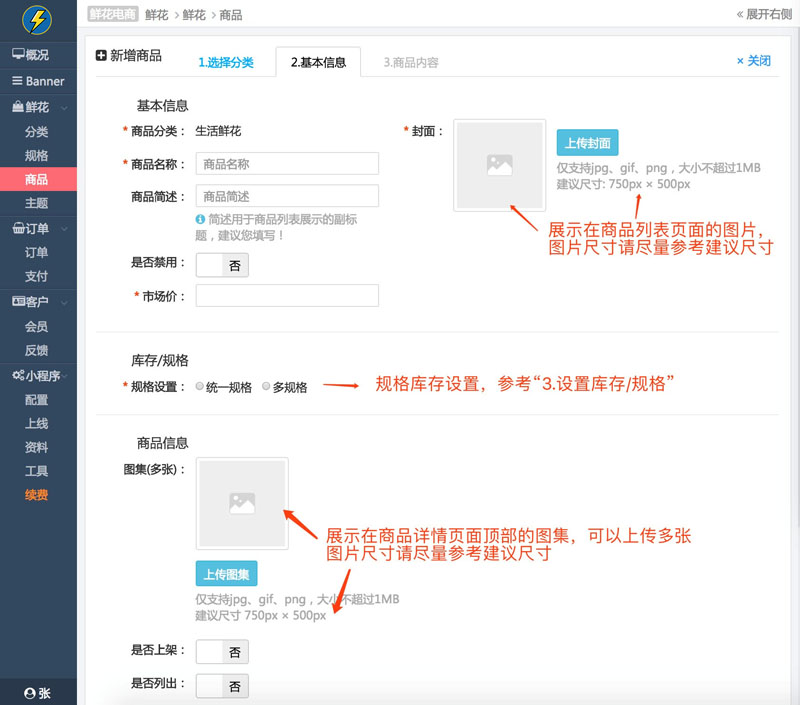 鲜花电商 鲜花 > 鲜花 > 商品
« 展开右侧
概况
Banner
鲜花
分类
规格
商品
主题
订单
订单
支付
客户
会员
反馈
小程序
配置
上线
资料
工具
续费
张
新增商品
1.选择分类
2.基本信息
3.商品内容
× 关闭
基本信息
* 商品分类： 生活鲜花
* 商品名称： 商品名称
商品简述： 商品简述
简述用于商品列表展示的副标
题，建议您填写！
是否禁用： 否
* 市场价：
* 封面：
上传封面
仅支持jpg、gif、png，大小不超过1MB
建议尺寸: 750px × 500px
展示在商品列表页面的图片，
图片尺寸请尽量参考建议尺寸
库存/规格
* 规格设置： 统一规格 多规格
规格库存设置，参考“3.设置库存/规格”
商品信息
图集(多张)：
展示在商品详情页面顶部的图集，可以上传多张
图片尺寸请尽量参考建议尺寸
上传图集
仅支持jpg、gif、png，大小不超过1MB
建议尺寸 750px × 500px
是否上架： 否
是否列出： 否